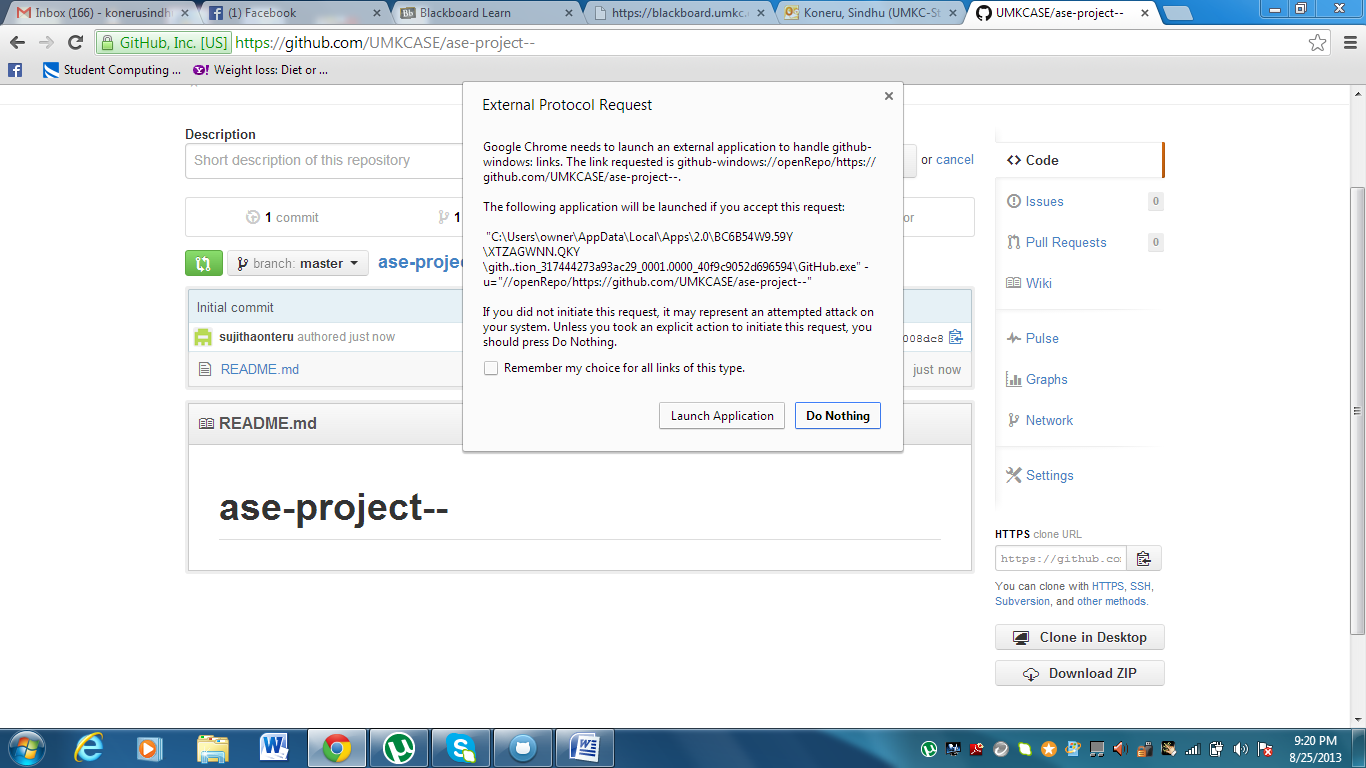 Inbox (166) - konerusindh
(1) Facebook
Blackboard Learn
https://blackboard.umkc.
Koneru, Sindhu (UMKC-St
UMKCASE/ase-project--
GitHub, Inc. [US] https://github.com/UMKCASE/ase-project--
Student Computing ...
Weight loss: Diet or ...
External Protocol Request
Google Chrome needs to launch an external application to handle github-
windows: links. The link requested is github-windows://openRepo/https://
github.com/UMKCASE/ase-project--.
The following application will be launched if you accept this request:
"C:\Users\owner\AppData\Local\Apps\2.0\BC6B54W9.59Y
\XTZAGWNN.QKY
\gith..tion_317444273a93ac29_0001.0000_40f9c9052d696594\GitHub.exe" -
u="//openRepo/https://github.com/UMKCASE/ase-project--"
If you did not initiate this request, it may represent an attempted attack on
your system. Unless you took an explicit action to initiate this request, you
should press Do Nothing.
Remember my choice for all links of this type.
Launch Application
Do Nothing
Description
Short description of this repository
or cancel
1 commit
1
or
branch: master
ase-projec
Initial commit
sujithaonteru authored just now
008dc8
README.md
just now
README.md
ase-project--
Code
Issues 0
Pull Requests 0
Wiki
Pulse
Graphs
Network
Settings
HTTPS clone URL
https://github.co
You can clone with HTTPS, SSH,
Subversion, and other methods.
Clone in Desktop
Download ZIP
9:20 PM
8/25/2013